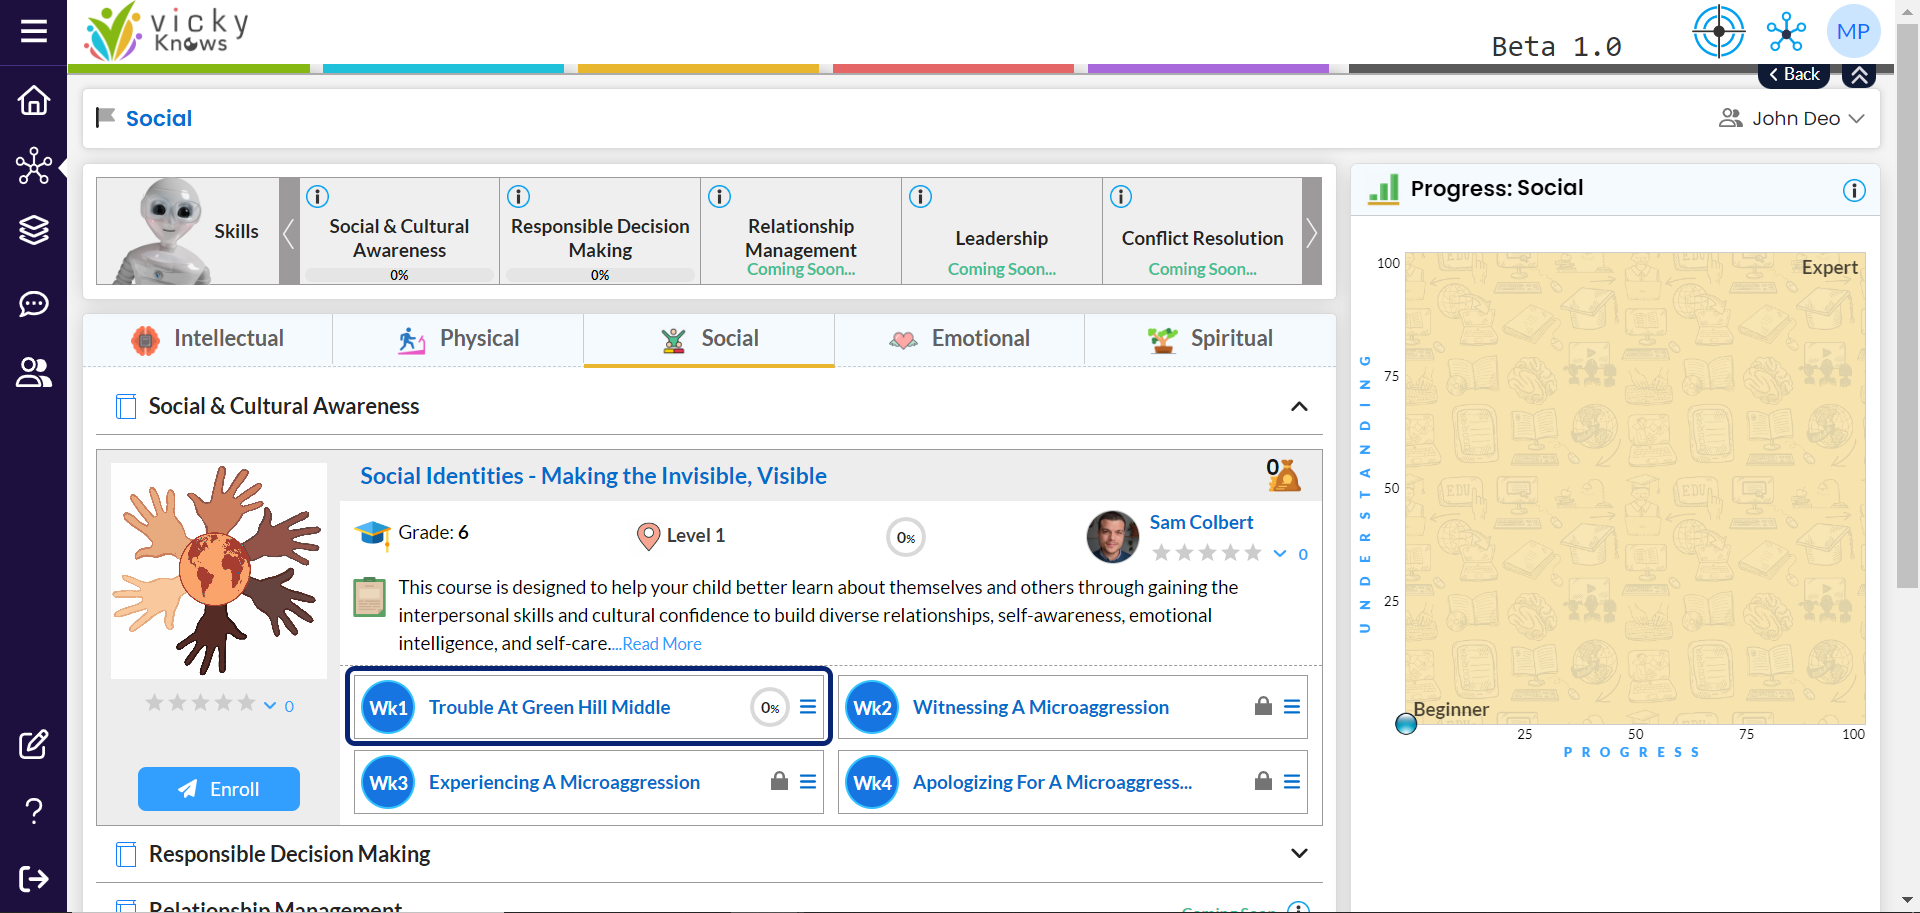 vicky
Knows
Beta 1.0
MP
Back
Social
John Deo
Skills
Social & Cultural
Awareness
0%
Responsible Decision
Making
0%
Relationship
Management
Coming Soon...
Leadership
Coming Soon...
Conflict Resolution
Coming Soon...
Progress: Social
Intellectual
Physical
Social
Emotional
Spiritual
Social & Cultural Awareness
Social Identities - Making the Invisible, Visible
0
Grade: 6
Level 1
0%
Sam Colbert
0
This course is designed to help your child better learn about themselves and others through gaining the
interpersonal skills and cultural confidence to build diverse relationships, self-awareness, emotional
intelligence, and self-care....Read More
0
Enroll
Wk1 Trouble At Green Hill Middle 0%
Wk2 Witnessing A Microaggression
Wk3 Experiencing A Microaggression
Wk4 Apologizing For A Microaggress...
Responsible Decision Making
Relationship Management
Coming Soon
100
75
50
25
UNDERSTANDING
Expert
Beginner
25 50 75 100
PROGRESS